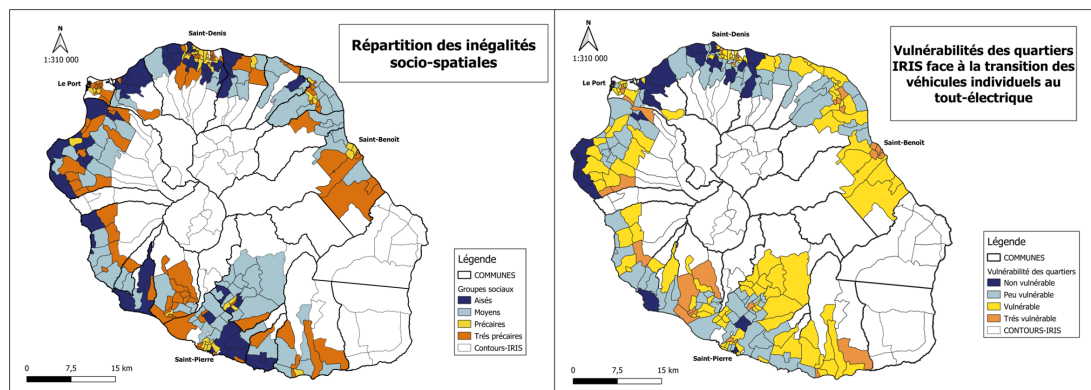 N
1:310 000
Saint-Denis
Répartition des inégalités
socio-spatiales
Le Port
Saint-Benoît
Légende
COMMUNES
Groupes sociaux
Aisés
Moyens
Précaires
Trés précaires
Contours-IRIS
Saint-Pierre
0 7,5 15 km
N
1:310 000
Saint-Denis
Vulnérabilités des quartiers
IRIS face à la transition des
véhicules individuels au
tout-électrique
Le Port
Saint-Benoît
Légende
COMMUNES
Vulnérabilité des quartiers
Non vulnérable
Peu vulnérable
Vulnérable
Trés vulnérable
CONTOURS-IRIS
Saint-Pierre
0 7,5 15 km